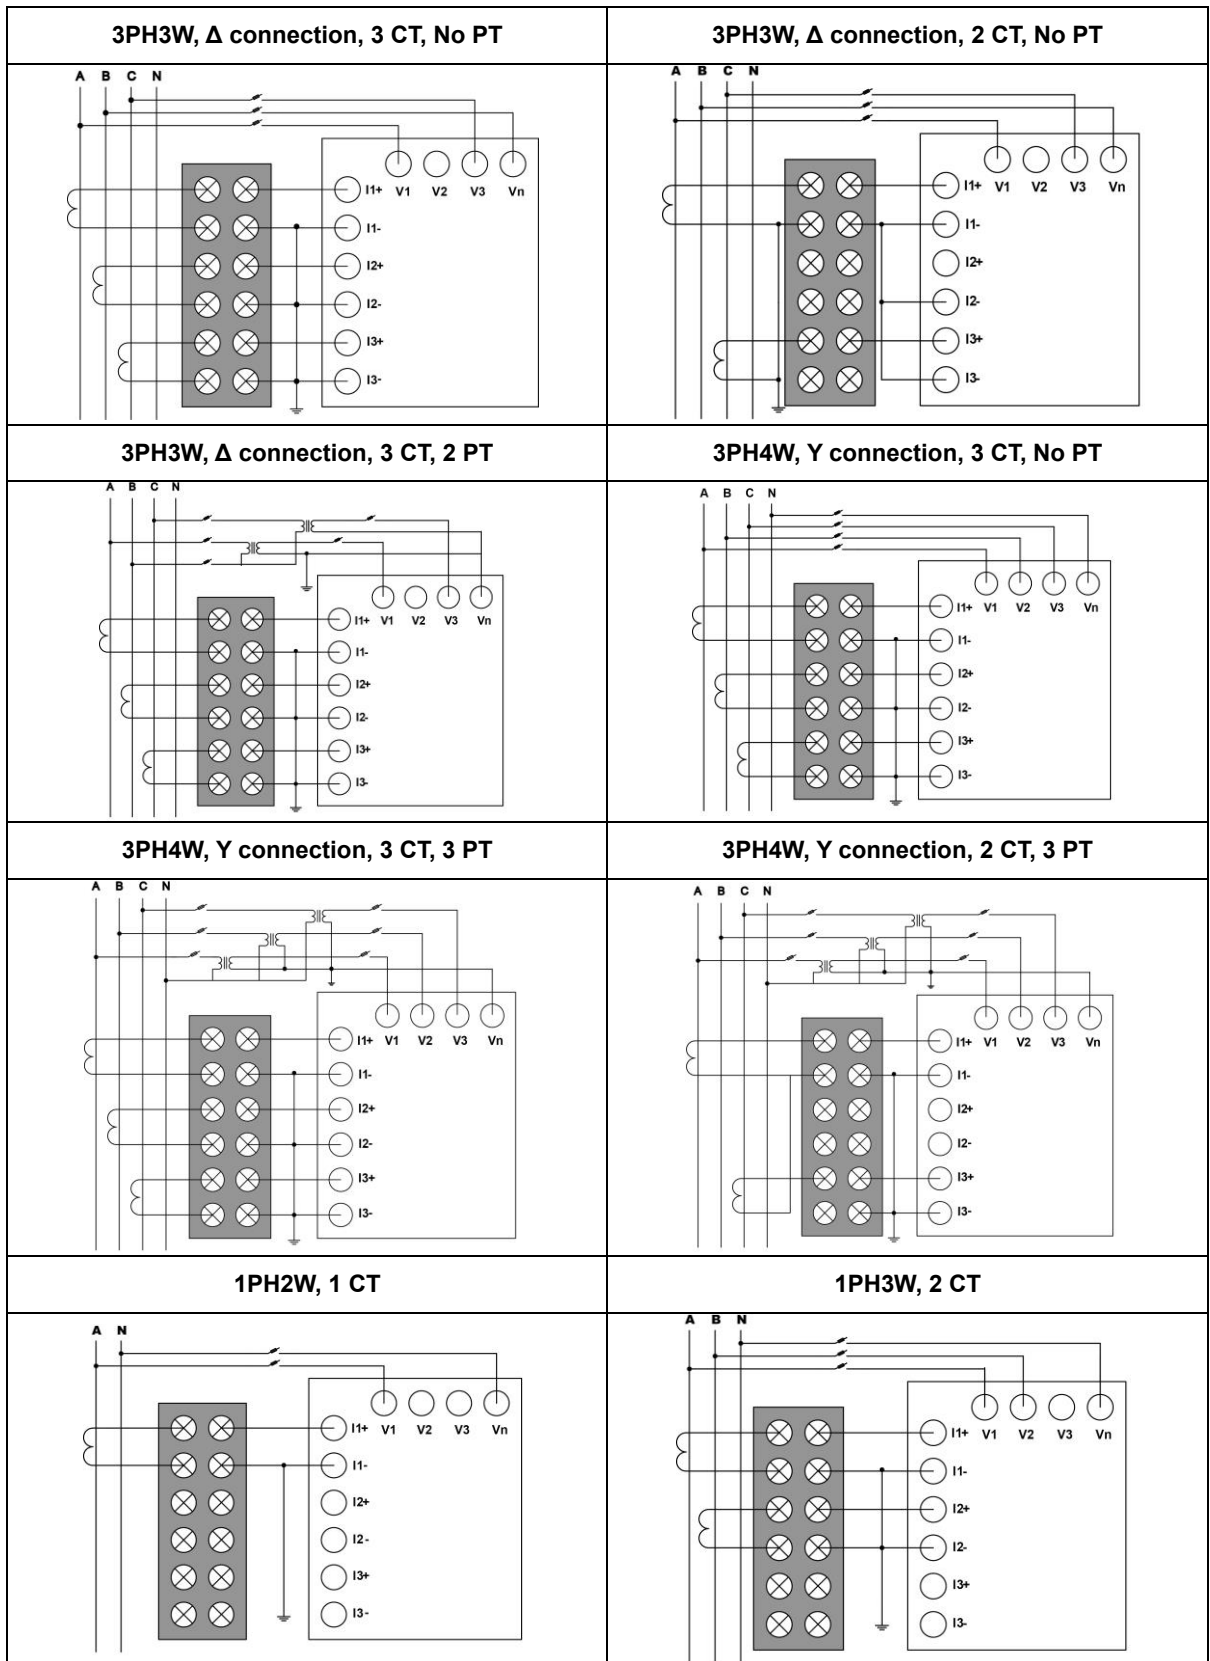 3PH3W, Δ connection, 3 CT, No PT
A B C N
I1+ V1 V2 V3 Vn
I1-
I2+
I2-
I3+
I3-
3PH3W, Δ connection, 2 CT, No PT
A B C N
I1+ V1 V2 V3 Vn
I1-
I2+
I2-
I3+
I3-
3PH3W, Δ connection, 3 CT, 2 PT
A B C N
I1+ V1 V2 V3 Vn
I1-
I2+
I2-
I3+
I3-
3PH4W, Y connection, 3 CT, No PT
A B C N
I1+ V1 V2 V3 Vn
I1-
I2+
I2-
I3+
I3-
3PH4W, Y connection, 3 CT, 3 PT
A B C N
I1+ V1 V2 V3 Vn
I1-
I2+
I2-
I3+
I3-
3PH4W, Y connection, 2 CT, 3 PT
A B C N
I1+ V1 V2 V3 Vn
I1-
I2+
I2-
I3+
I3-
1PH2W, 1 CT
A N
I1+ V1 V2 V3 Vn
I1-
I2+
I2-
I3+
I3-
1PH3W, 2 CT
A B N
I1+ V1 V2 V3 Vn
I1-
I2+
I2-
I3+
I3-